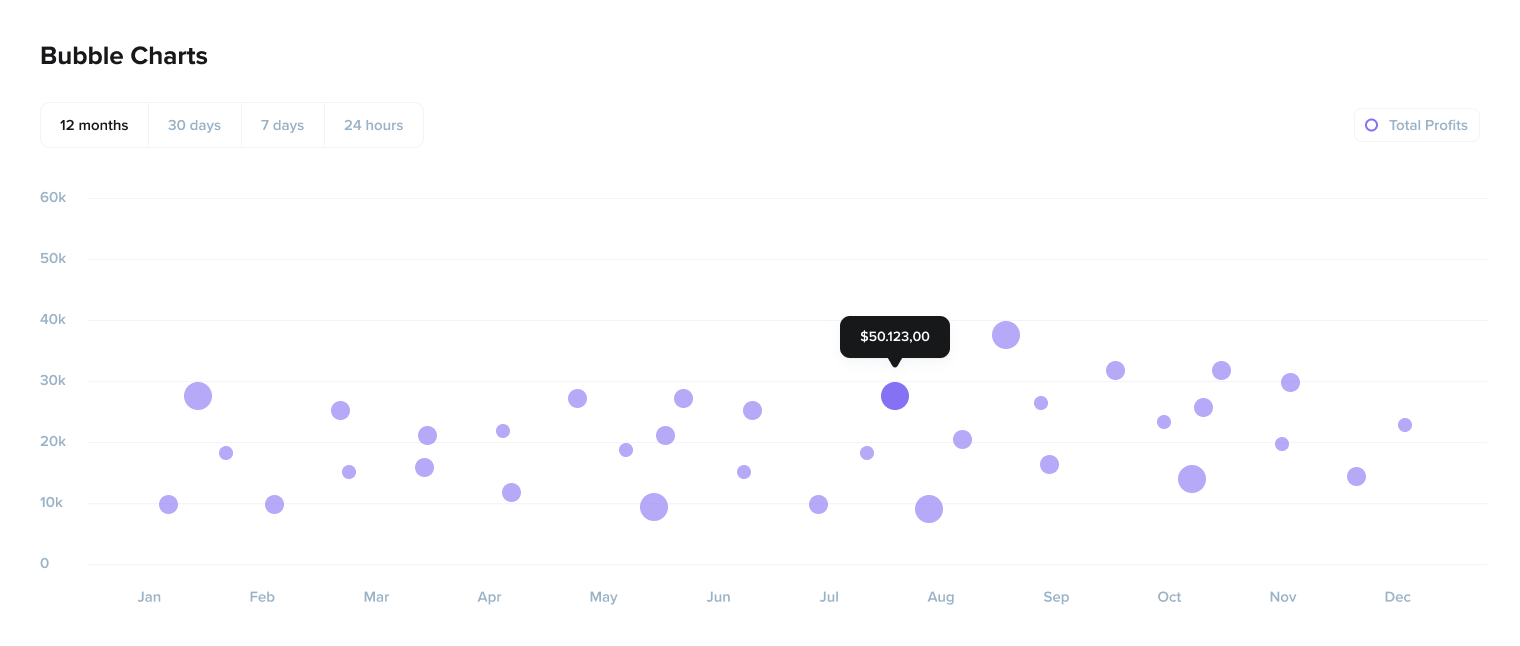 Bubble Charts
12 months 30 days 7 days 24 hours
Total Profits
60k
50k
40k
$50.123,00
30k
20k
10k
0
Jan Feb Mar Apr May Jun Jul Aug Sep Oct Nov Dec